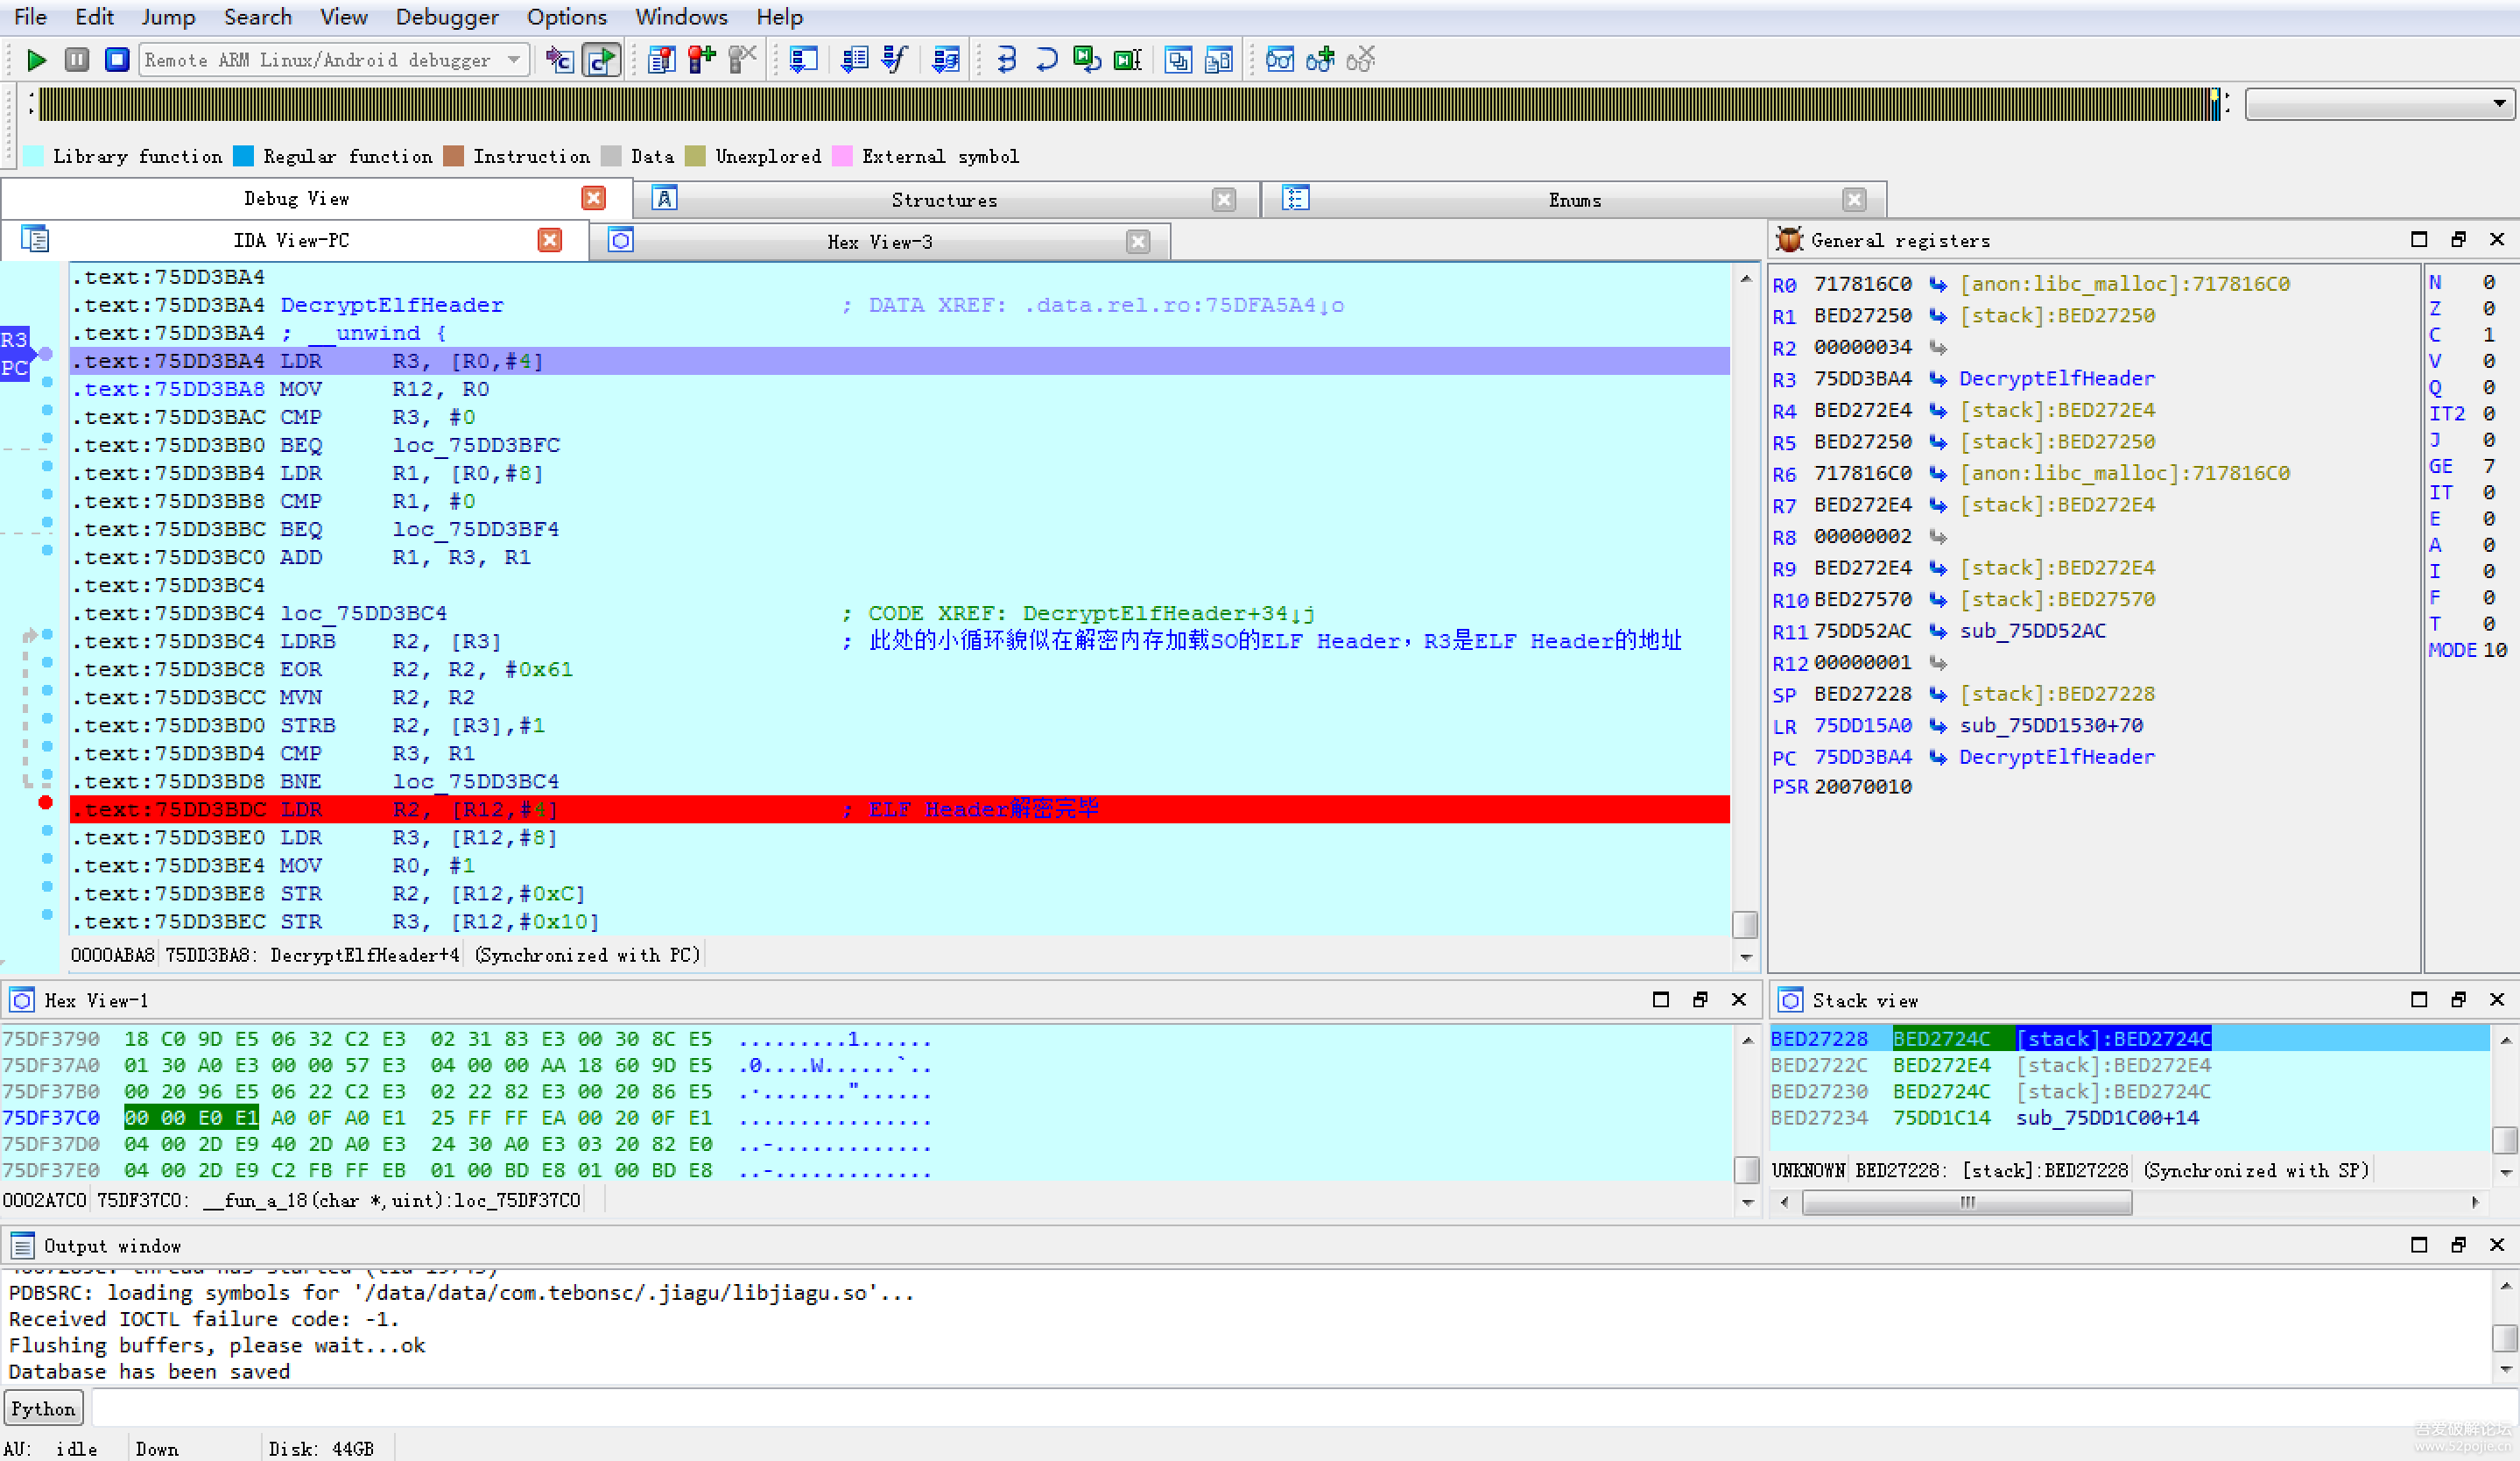 File Edit Jump Search View Debugger Options Windows Help
Remote ARM Linux/Android debugger
Library function Regular function Instruction Data Unexplored External symbol
Debug View Structures Enums
IDA View-PC Hex View-3
R3
PC
.text:75DD3BA4
.text:75DD3BA4 DecryptElfHeader ; DATA XREF: .data.rel.ro:75DFA5A4↓o
.text:75DD3BA4 ; __unwind {
.text:75DD3BA4 LDR R3, [R0,#4]
.text:75DD3BA8 MOV R12, R0
.text:75DD3BAC CMP R3, #0
.text:75DD3BB0 BEQ loc_75DD3BFC
.text:75DD3BB4 LDR R1, [R0,#8]
.text:75DD3BB8 CMP R1, #0
.text:75DD3BBC BEQ loc_75DD3BF4
.text:75DD3BC0 ADD R1, R3, R1
.text:75DD3BC4
.text:75DD3BC4 loc_75DD3BC4 ; CODE XREF: DecryptElfHeader+34↓j
.text:75DD3BC4 LDRB R2, [R3] ; 此处的小循环貌似在解密内存加载SO的ELF Header，R3是ELF Header的地址
.text:75DD3BC8 EOR R2, R2, #0x61
.text:75DD3BCC MVN R2, R2
.text:75DD3BD0 STRB R2, [R3],#1
.text:75DD3BD4 CMP R3, R1
.text:75DD3BD8 BNE loc_75DD3BC4
.text:75DD3BDC LDR R2, [R12,#4] ; ELF Header解密完毕
.text:75DD3BE0 LDR R3, [R12,#8]
.text:75DD3BE4 MOV R0, #1
.text:75DD3BE8 STR R2, [R12,#0xC]
.text:75DD3BEC STR R3, [R12,#0x10]
0000ABA8 75DD3BA8: DecryptElfHeader+4 (Synchronized with PC)
General registers
R0 717816C0 [anon:libc_malloc]:717816C0
R1 BED27250 [stack]:BED27250
R2 00000034
R3 75DD3BA4 DecryptElfHeader
R4 BED272E4 [stack]:BED272E4
R5 BED27250 [stack]:BED27250
R6 717816C0 [anon:libc_malloc]:717816C0
R7 BED272E4 [stack]:BED272E4
R8 00000002
R9 BED272E4 [stack]:BED272E4
R10 BED27570 [stack]:BED27570
R11 75DD52AC sub_75DD52AC
R12 00000001
SP BED27228 [stack]:BED27228
LR 75DD15A0 sub_75DD1530+70
PC 75DD3BA4 DecryptElfHeader
PSR 20070010
N 0
Z 0
C 1
V 0
Q 0
IT2 0
J 0
GE 7
IT 0
E 0
A 0
I 0
F 0
T 0
MODE 10
Hex View-1
75DF3790 18 C0 9D E5 06 32 C2 E3 02 31 83 E3 00 30 8C E5 .........1......
75DF37A0 01 30 A0 E3 00 00 57 E3 04 00 00 AA 18 60 9D E5 .0....W......`..
75DF37B0 00 20 96 E5 06 22 C2 E3 02 22 82 E3 00 20 86 E5 .·......."......
75DF37C0 00 00 E0 E1 A0 0F A0 E1 25 FF FF EA 00 20 0F E1 ................
75DF37D0 04 00 2D E9 40 2D A0 E3 24 30 A0 E3 03 20 82 E0 ..-.............
75DF37E0 04 00 2D E9 C2 FB FF EB 01 00 BD E8 01 00 BD E8 ..-.............
0002A7C0 75DF37C0: __fun_a_18(char *,uint):loc_75DF37C0
Stack view
BED27228 BED2724C [stack]:BED2724C
BED2722C BED272E4 [stack]:BED272E4
BED27230 BED2724C [stack]:BED2724C
BED27234 75DD1C14 sub_75DD1C00+14
UNKNOWN BED27228: [stack]:BED27228 (Synchronized with SP)
Output window
PDBSRC: loading symbols for '/data/data/com.tebonsc/.jiagu/libjiagu.so'...
Received IOCTL failure code: -1.
Flushing buffers, please wait...ok
Database has been saved
Python
AU: idle Down Disk: 44GB
吾爱破解论坛
www.52pojie.cn